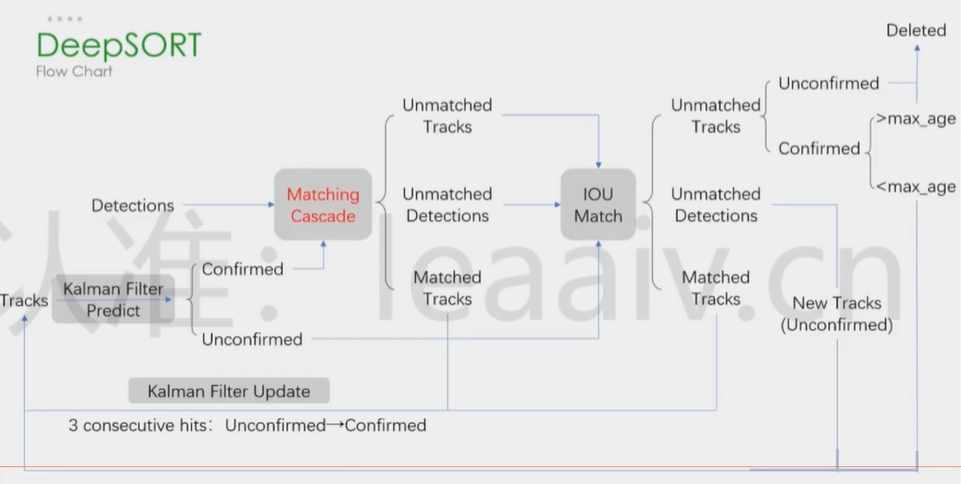 DeepSORT
Flow Chart
Deleted
Unconfirmed
Unmatched
Tracks
Unmatched
Tracks
>max_age
Confirmed
<max_age
Matching
Cascade
Unmatched
Detections
IOU
Match
Unmatched
Detections
Detections
认准：leaaiv.cn
Confirmed
Matched
Tracks
Matched
Tracks
Tracks
Kalman Filter
Predict
New Tracks
(Unconfirmed)
Unconfirmed
Kalman Filter Update
3 consecutive hits: Unconfirmed→Confirmed